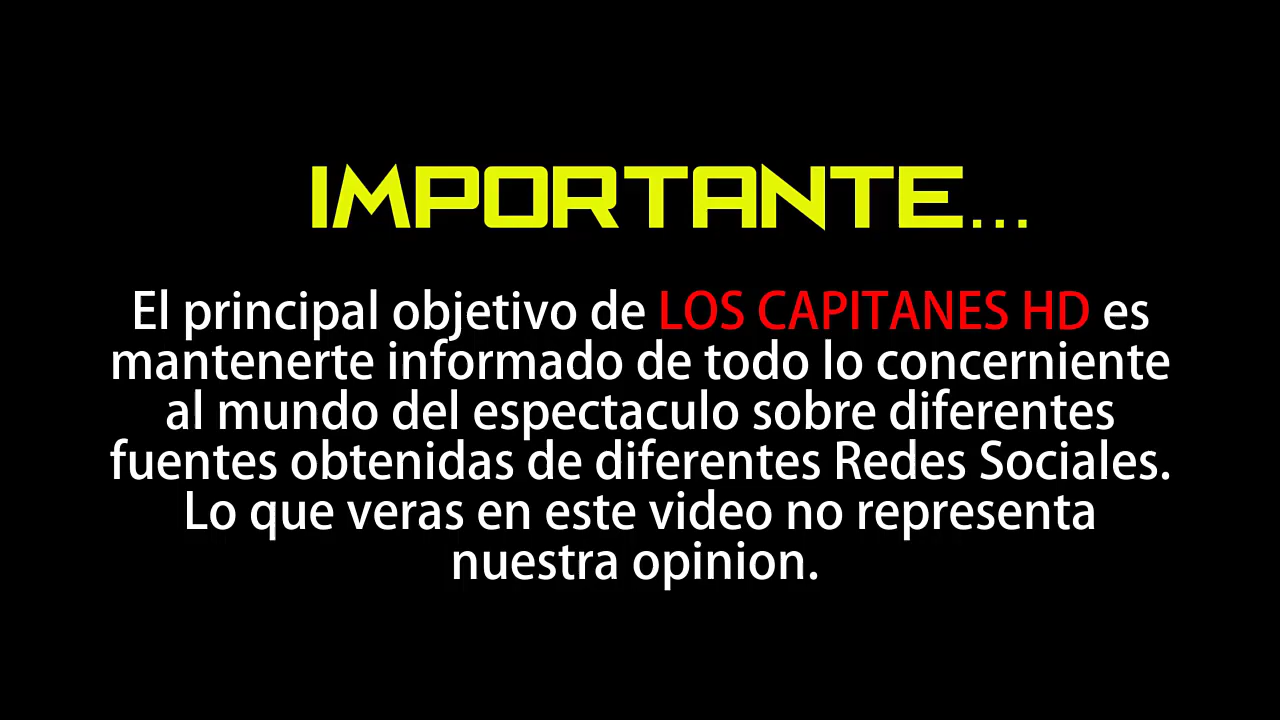 IMPORTANTE...
El principal objetivo de LOS CAPITANES HD es
mantenerte informado de todo lo concerniente
al mundo del espectaculo sobre diferentes
fuentes obtenidas de diferentes Redes Sociales.
Lo que veras en este video no representa
nuestra opinion.